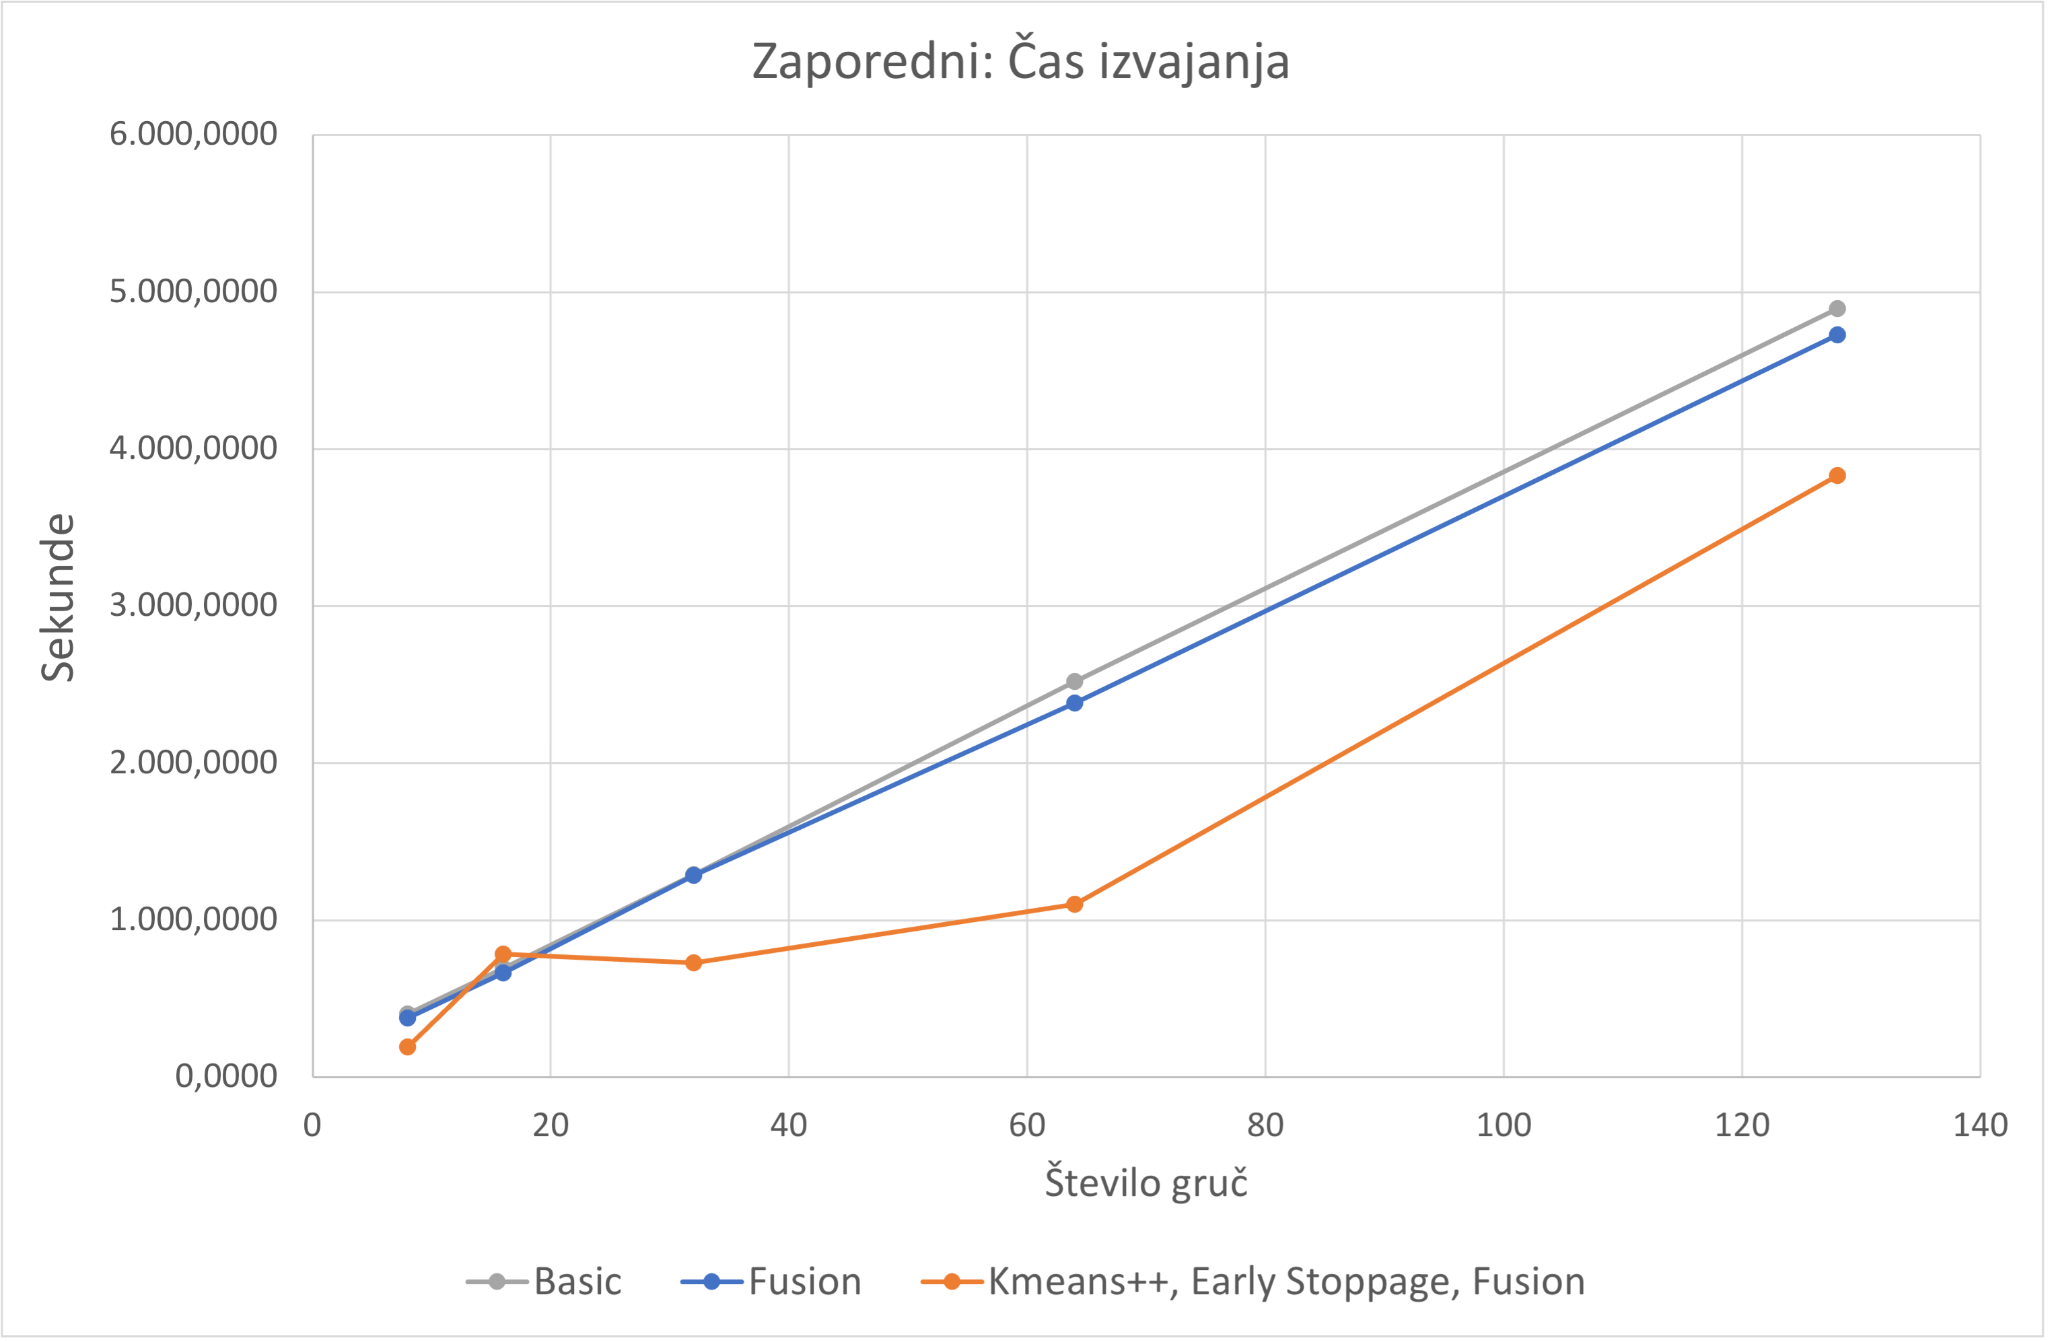 Zaporedni: Čas izvajanja
6.000,0000
5.000,0000
4.000,0000
3.000,0000
2.000,0000
1.000,0000
0,0000
Sekunde
0 20 40 60 80 100 120 140
Število gruč
Basic Fusion Kmeans++, Early Stoppage, Fusion